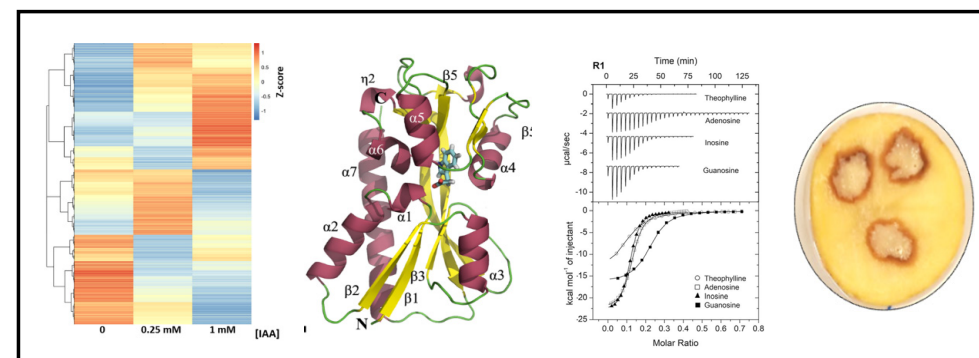 1
0.5
0
-0.5
-1
Z-score
0
0.25 mM
1 mM
[IAA]
η2
C
β5
α5
α6
α7
α4
α1
α2
α3
β3
β2
β1
N
R1
Time (min)
0 25 50 75 100 125
0
-2
-4
-6
-8
-10
µcal/sec
Theophylline
Adenosine
Inosine
Guanosine
0
-5
-10
-15
-20
-25
kcal mol⁻¹ of injectant
Theophylline
Adenosine
Inosine
Guanosine
0.0 0.1 0.2 0.3 0.4 0.5 0.6 0.7 0.8
Molar Ratio